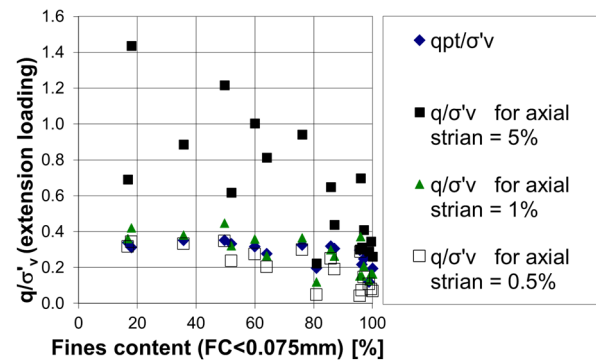 1.6
1.4
1.2
1.0
0.8
0.6
0.4
0.2
0.0
q/σ'v (extension loading)
0 20 40 60 80 100
Fines content (FC<0.075mm) [%]
qpt/σ'v
q/σ'v for axial
strian = 5%
q/σ'v for axial
strian = 1%
q/σ'v for axial
strian = 0.5%